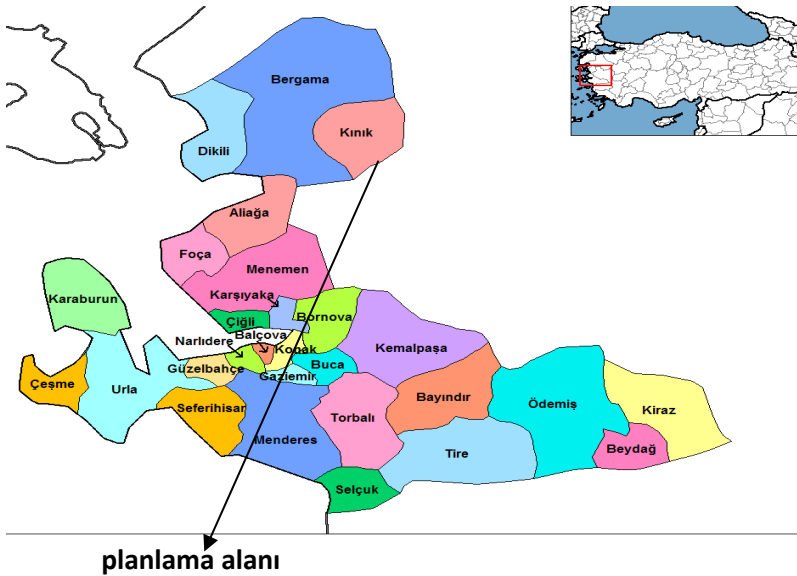 Bergama
Kınık
Dikili
Aliağa
Foça
Menemen
Karaburun
Karşıyaka
Çiğli
Bornova
Balçova
Narlıdere
Konak
Kemalpaşa
Güzelbahçe
Buca
Gaziemir
Çeşme
Urla
Seferihisar
Bayındır
Ödemiş
Kiraz
Torbalı
Menderes
Beydağ
Tire
Selçuk
planlama alanı